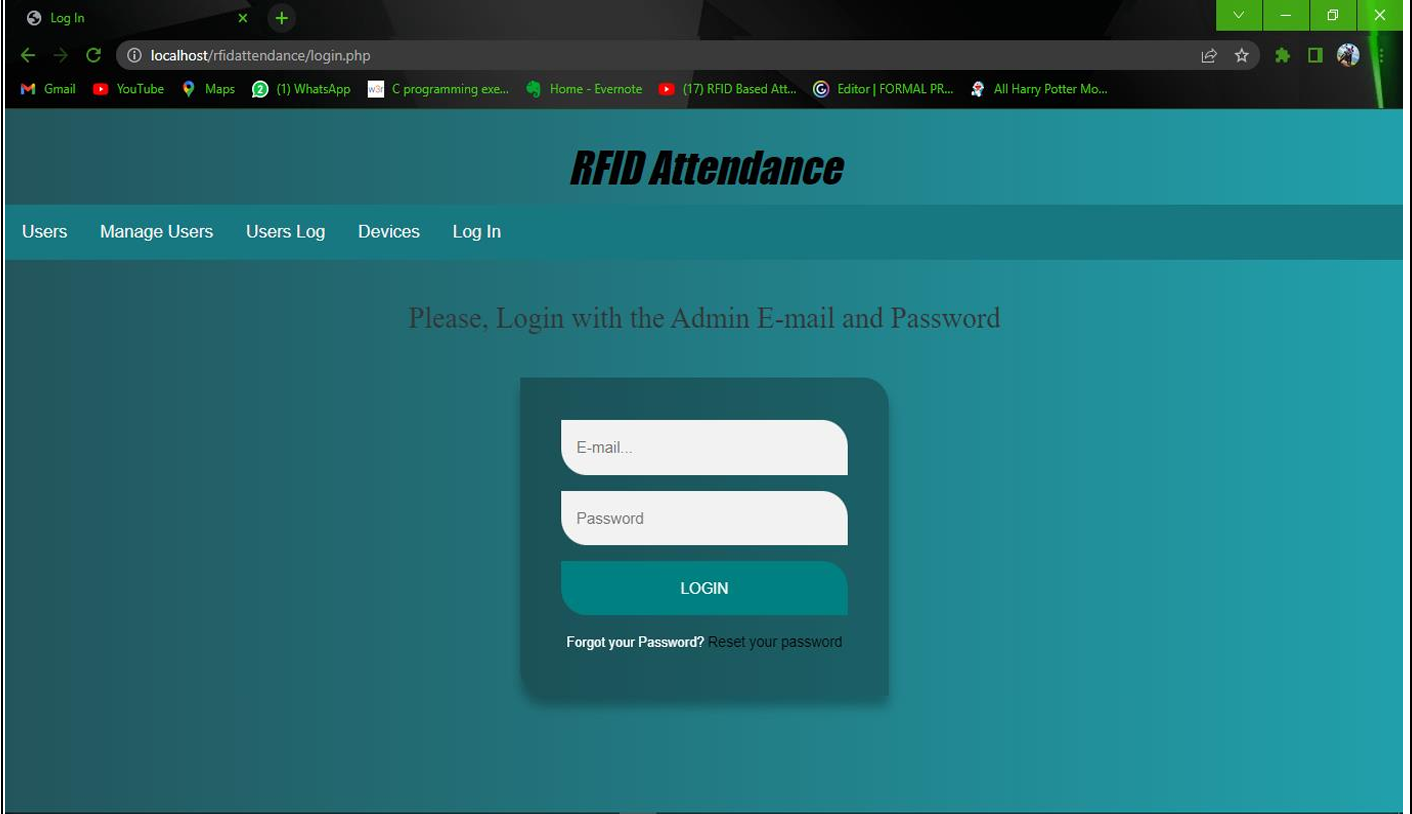 Log In
localhost/rfidattendance/login.php
Gmail YouTube Maps (1) WhatsApp C programming exe... Home - Evernote (17) RFID Based Att... Editor | FORMAL PR... All Harry Potter Mo...
RFID Attendance
Users Manage Users Users Log Devices Log In
Please, Login with the Admin E-mail and Password
E-mail...
Password
LOGIN
Forgot your Password? Reset your password